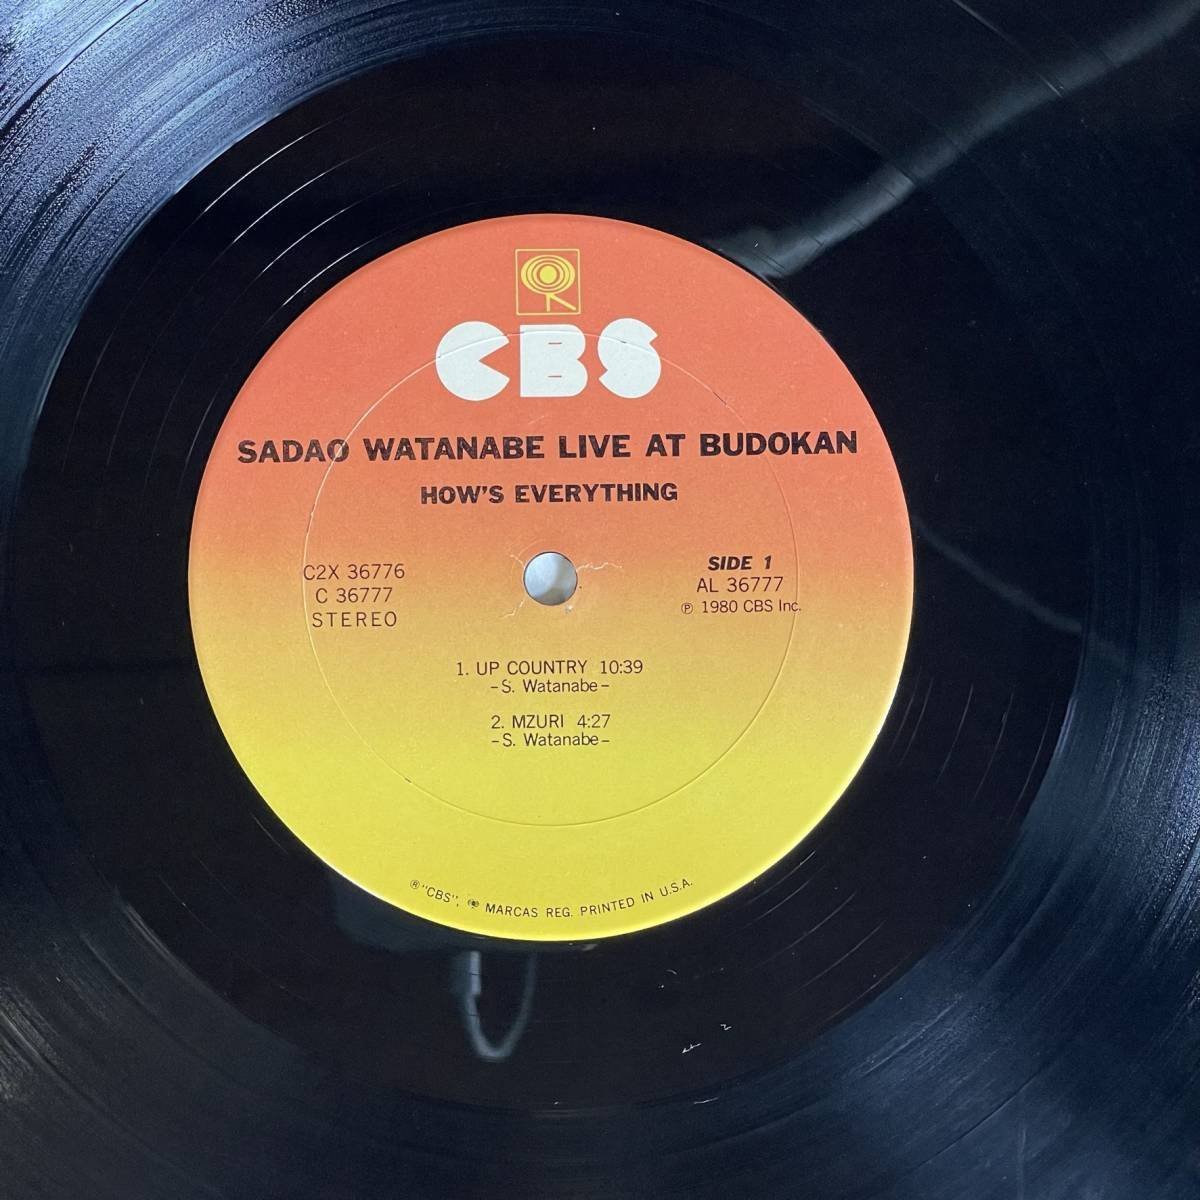 CBS
SADAO WATANABE LIVE AT BUDOKAN
HOW'S EVERYTHING
C2X 36776
C 36777
STEREO
SIDE 1
AL 36777
℗ 1980 CBS Inc.
1. UP COUNTRY 10:39
–S. Watanabe–
2. MZURI 4:27
–S. Watanabe–
® "CBS", MARCAS REG. PRINTED IN U.S.A.